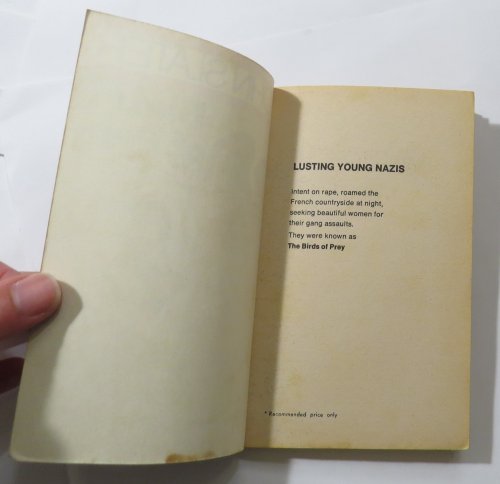 LUSTING YOUNG NAZIS
Intent on rape, roamed the
French countryside at night,
seeking beautiful women for
their gang assaults.
They were known as
The Birds of Prey
* Recommended price only